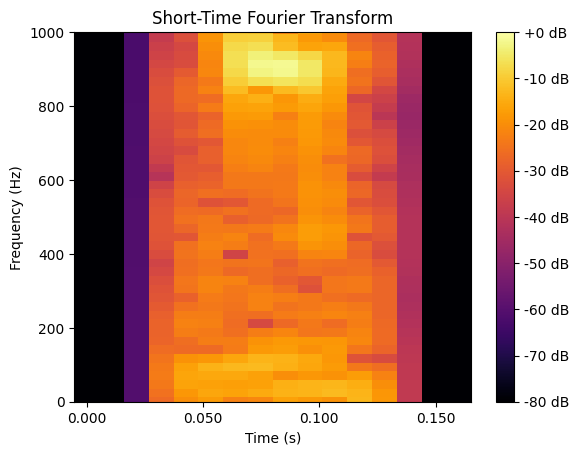 Short-Time Fourier Transform
1000
800
600
400
200
0
Frequency (Hz)
0.000
0.050
0.100
0.150
Time (s)
+0 dB
-10 dB
-20 dB
-30 dB
-40 dB
-50 dB
-60 dB
-70 dB
-80 dB